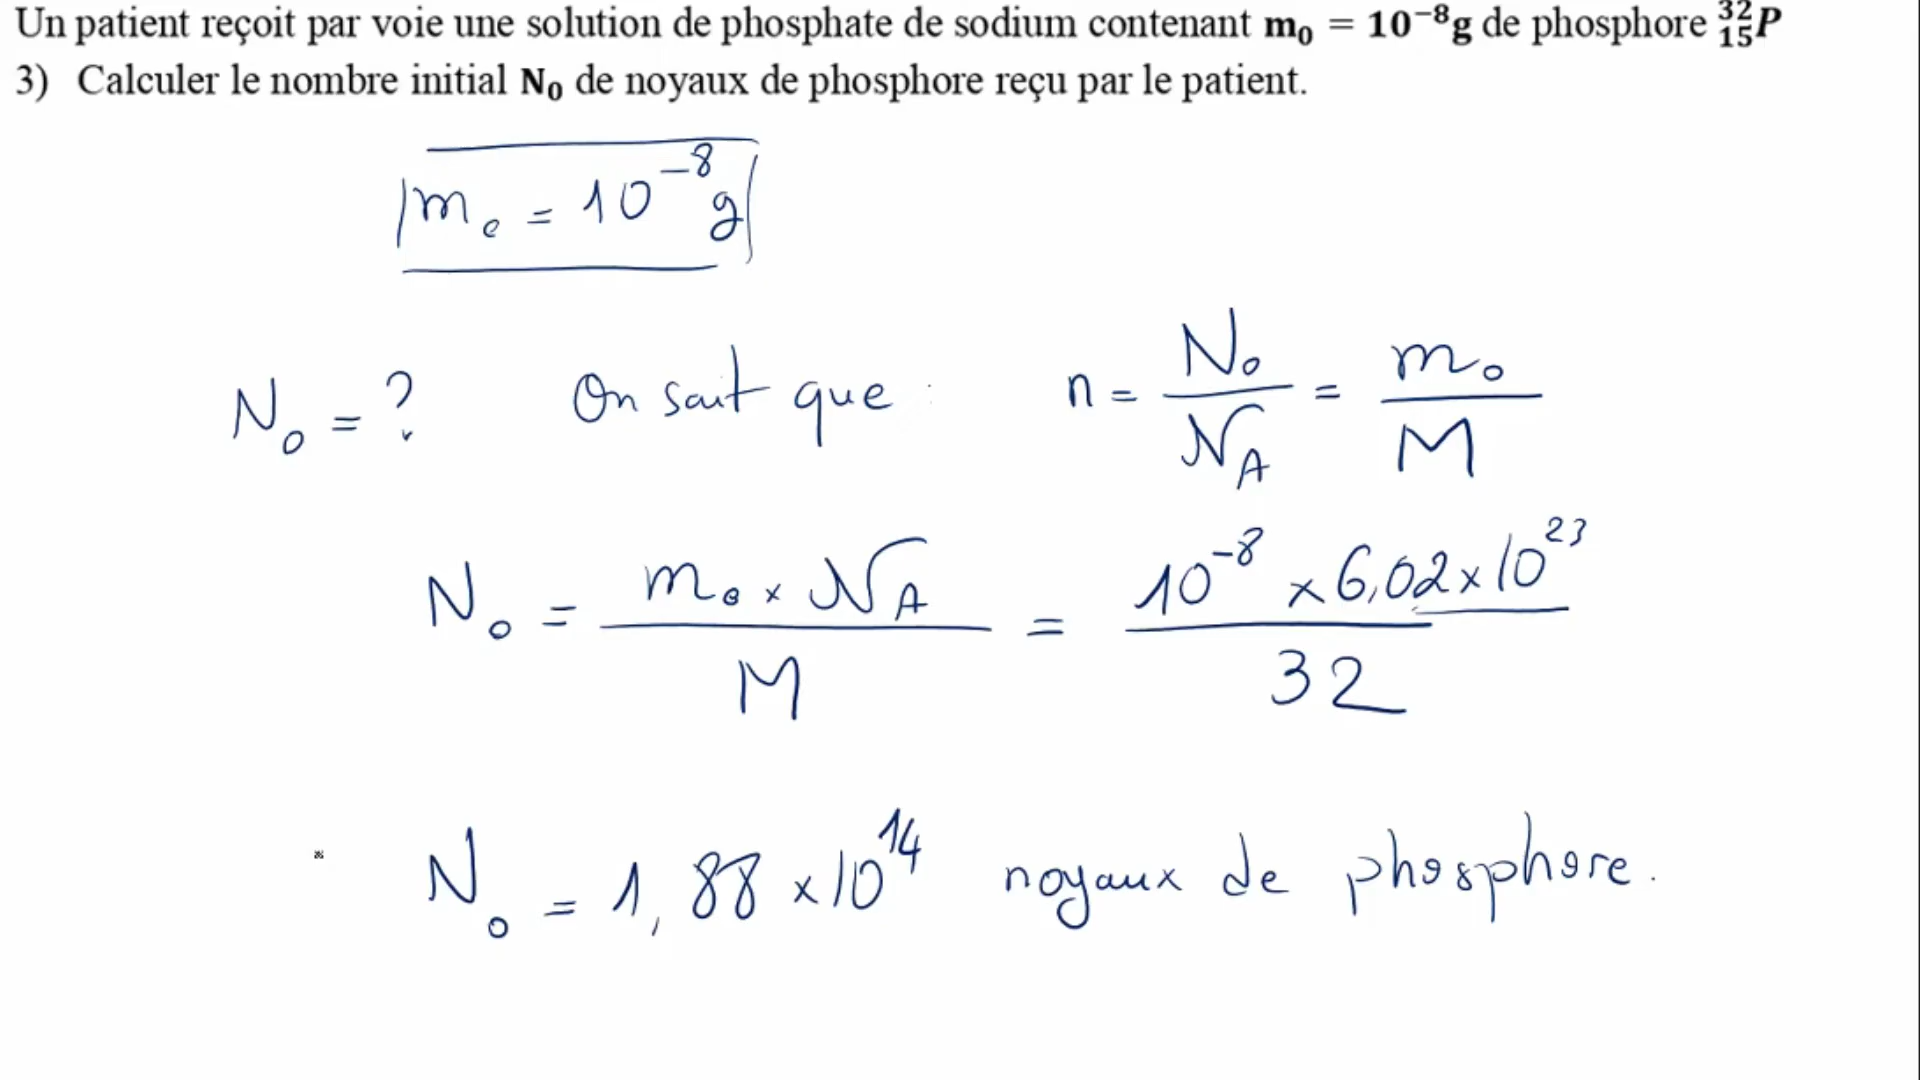 Un patient reçoit par voie une solution de phosphate de sodium contenant m₀ = 10⁻⁸g de phosphore ³²₁₅P
3) Calculer le nombre initial N₀ de noyaux de phosphore reçu par le patient.
m₀ = 10⁻⁸ g
N₀ = ? On sait que : n = N₀/N_A = m₀/M
N₀ = m₀ × N_A / M = 10⁻⁸ × 6,02 × 10²³ / 32
N₀ = 1,88 × 10¹⁴ noyaux de phosphore.